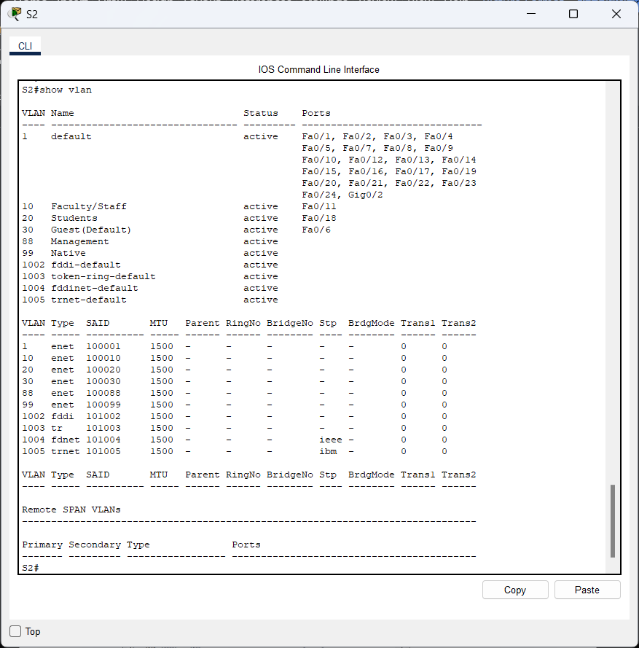 S2
CLI
IOS Command Line Interface
S2#show vlan
VLAN Name                             Status    Ports
---- -------------------------------- --------- -------------------------------
1    default                          active    Fa0/1, Fa0/2, Fa0/3, Fa0/4
                                                Fa0/5, Fa0/7, Fa0/8, Fa0/9
                                                Fa0/10, Fa0/12, Fa0/13, Fa0/14
                                                Fa0/15, Fa0/16, Fa0/17, Fa0/19
                                                Fa0/20, Fa0/21, Fa0/22, Fa0/23
                                                Fa0/24, Gig0/2
10   Faculty/Staff                    active    Fa0/11
20   Students                         active    Fa0/18
30   Guest(Default)                   active    Fa0/6
88   Management                       active
99   Native                           active
1002 fddi-default                     active
1003 token-ring-default               active
1004 fddinet-default                  active
1005 trnet-default                    active
VLAN Type  SAID       MTU   Parent RingNo BridgeNo Stp  BrdgMode Trans1 Trans2
---- ----- ---------- ----- ------ ------ -------- ---- -------- ------ ------
1    enet  100001     1500  -      -      -        -    -        0      0
10   enet  100010     1500  -      -      -        -    -        0      0
20   enet  100020     1500  -      -      -        -    -        0      0
30   enet  100030     1500  -      -      -        -    -        0      0
88   enet  100088     1500  -      -      -        -    -        0      0
99   enet  100099     1500  -      -      -        -    -        0      0
1002 fddi  101002     1500  -      -      -        -    -        0      0
1003 tr    101003     1500  -      -      -        -    -        0      0
1004 fdnet 101004     1500  -      -      -        ieee -        0      0
1005 trnet 101005     1500  -      -      -        ibm  -        0      0
VLAN Type  SAID       MTU   Parent RingNo BridgeNo Stp  BrdgMode Trans1 Trans2
---- ----- ---------- ----- ------ ------ -------- ---- -------- ------ ------
Remote SPAN VLANs
------------------------------------------------------------------------------
Primary Secondary Type              Ports
------- --------- ----------------- ------------------------------------------
S2#
Copy Paste
Top